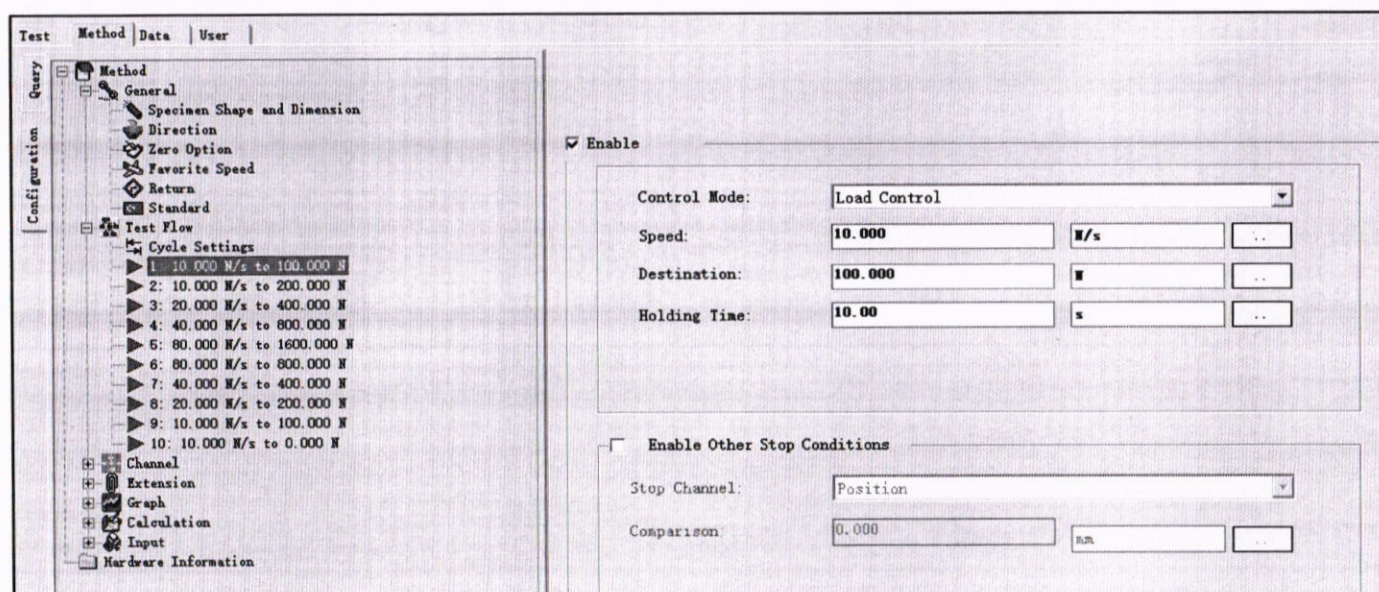 Test Method Data User
Query
Configuration
Method
General
Specimen Shape and Dimension
Direction
Zero Option
Favorite Speed
Return
Standard
Test Flow
Cycle Settings
1: 10.000 N/s to 100.000 N
2: 10.000 N/s to 200.000 N
3: 20.000 N/s to 400.000 N
4: 40.000 N/s to 800.000 N
5: 80.000 N/s to 1600.000 N
6: 80.000 N/s to 800.000 N
7: 40.000 N/s to 400.000 N
8: 20.000 N/s to 200.000 N
9: 10.000 N/s to 100.000 N
10: 10.000 N/s to 0.000 N
Channel
Extension
Graph
Calculation
Input
Hardware Information
Enable
Control Mode: Load Control
Speed: 10.000 N/s ..
Destination: 100.000 N ..
Holding Time: 10.00 s ..
Enable Other Stop Conditions
Stop Channel: Position
Comparison: 0.000 mm ..